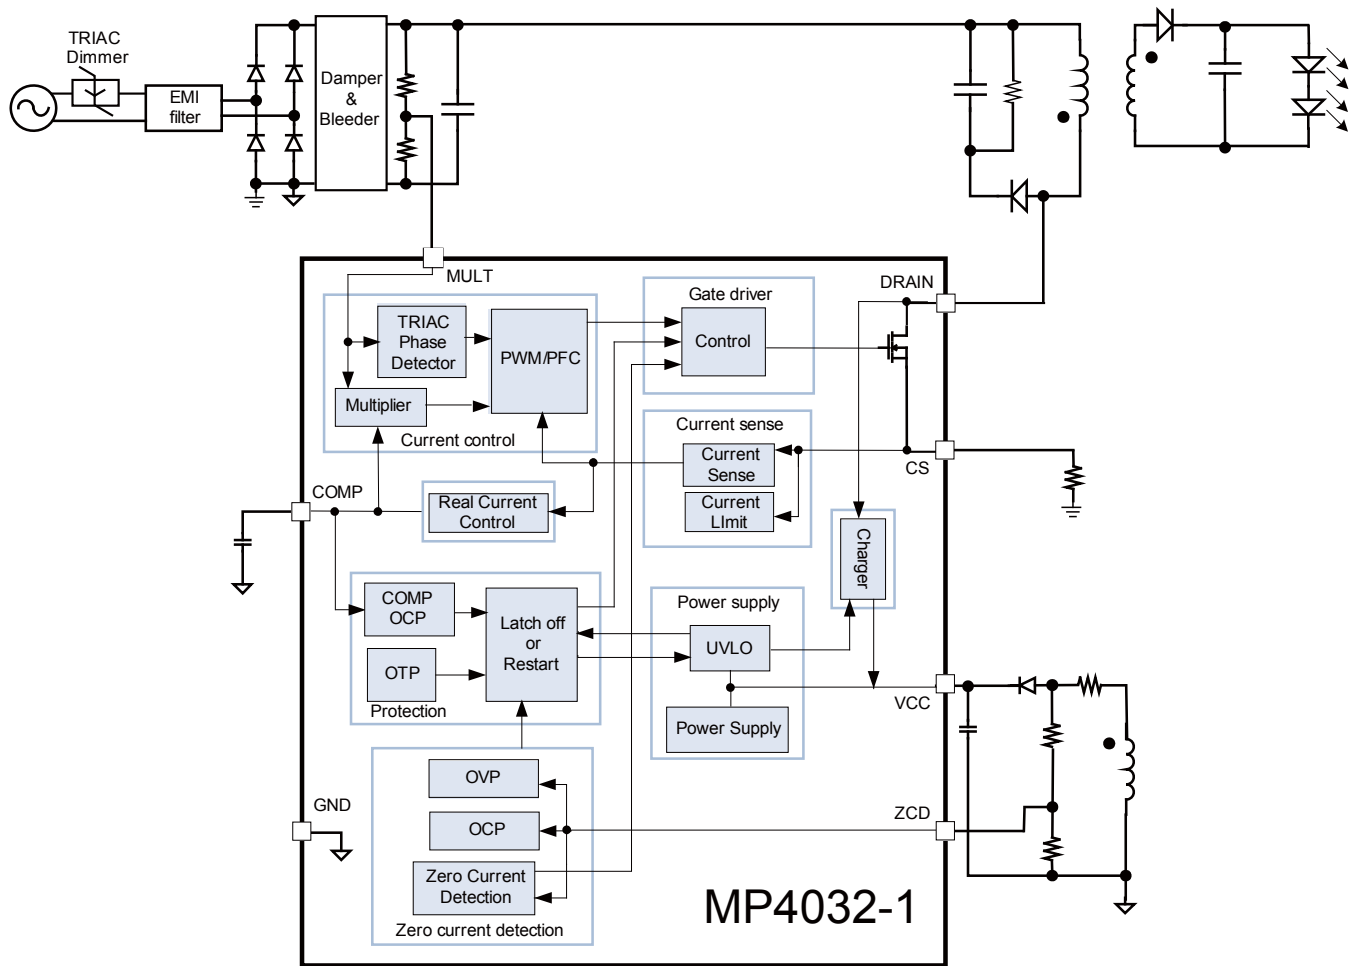 TRIAC
Dimmer
EMI
filter
Damper
&
Bleeder
MULT
DRAIN
Gate driver
Control
TRIAC
Phase
Detector
PWM/PFC
Multiplier
Current control
Current sense
Current
Sense
Current
LImit
CS
COMP
Real Current
Control
Charger
COMP
OCP
Latch off
or
Restart
OTP
Protection
Power supply
UVLO
Power Supply
VCC
OVP
OCP
Zero Current
Detection
Zero current detection
GND
ZCD
MP4032-1